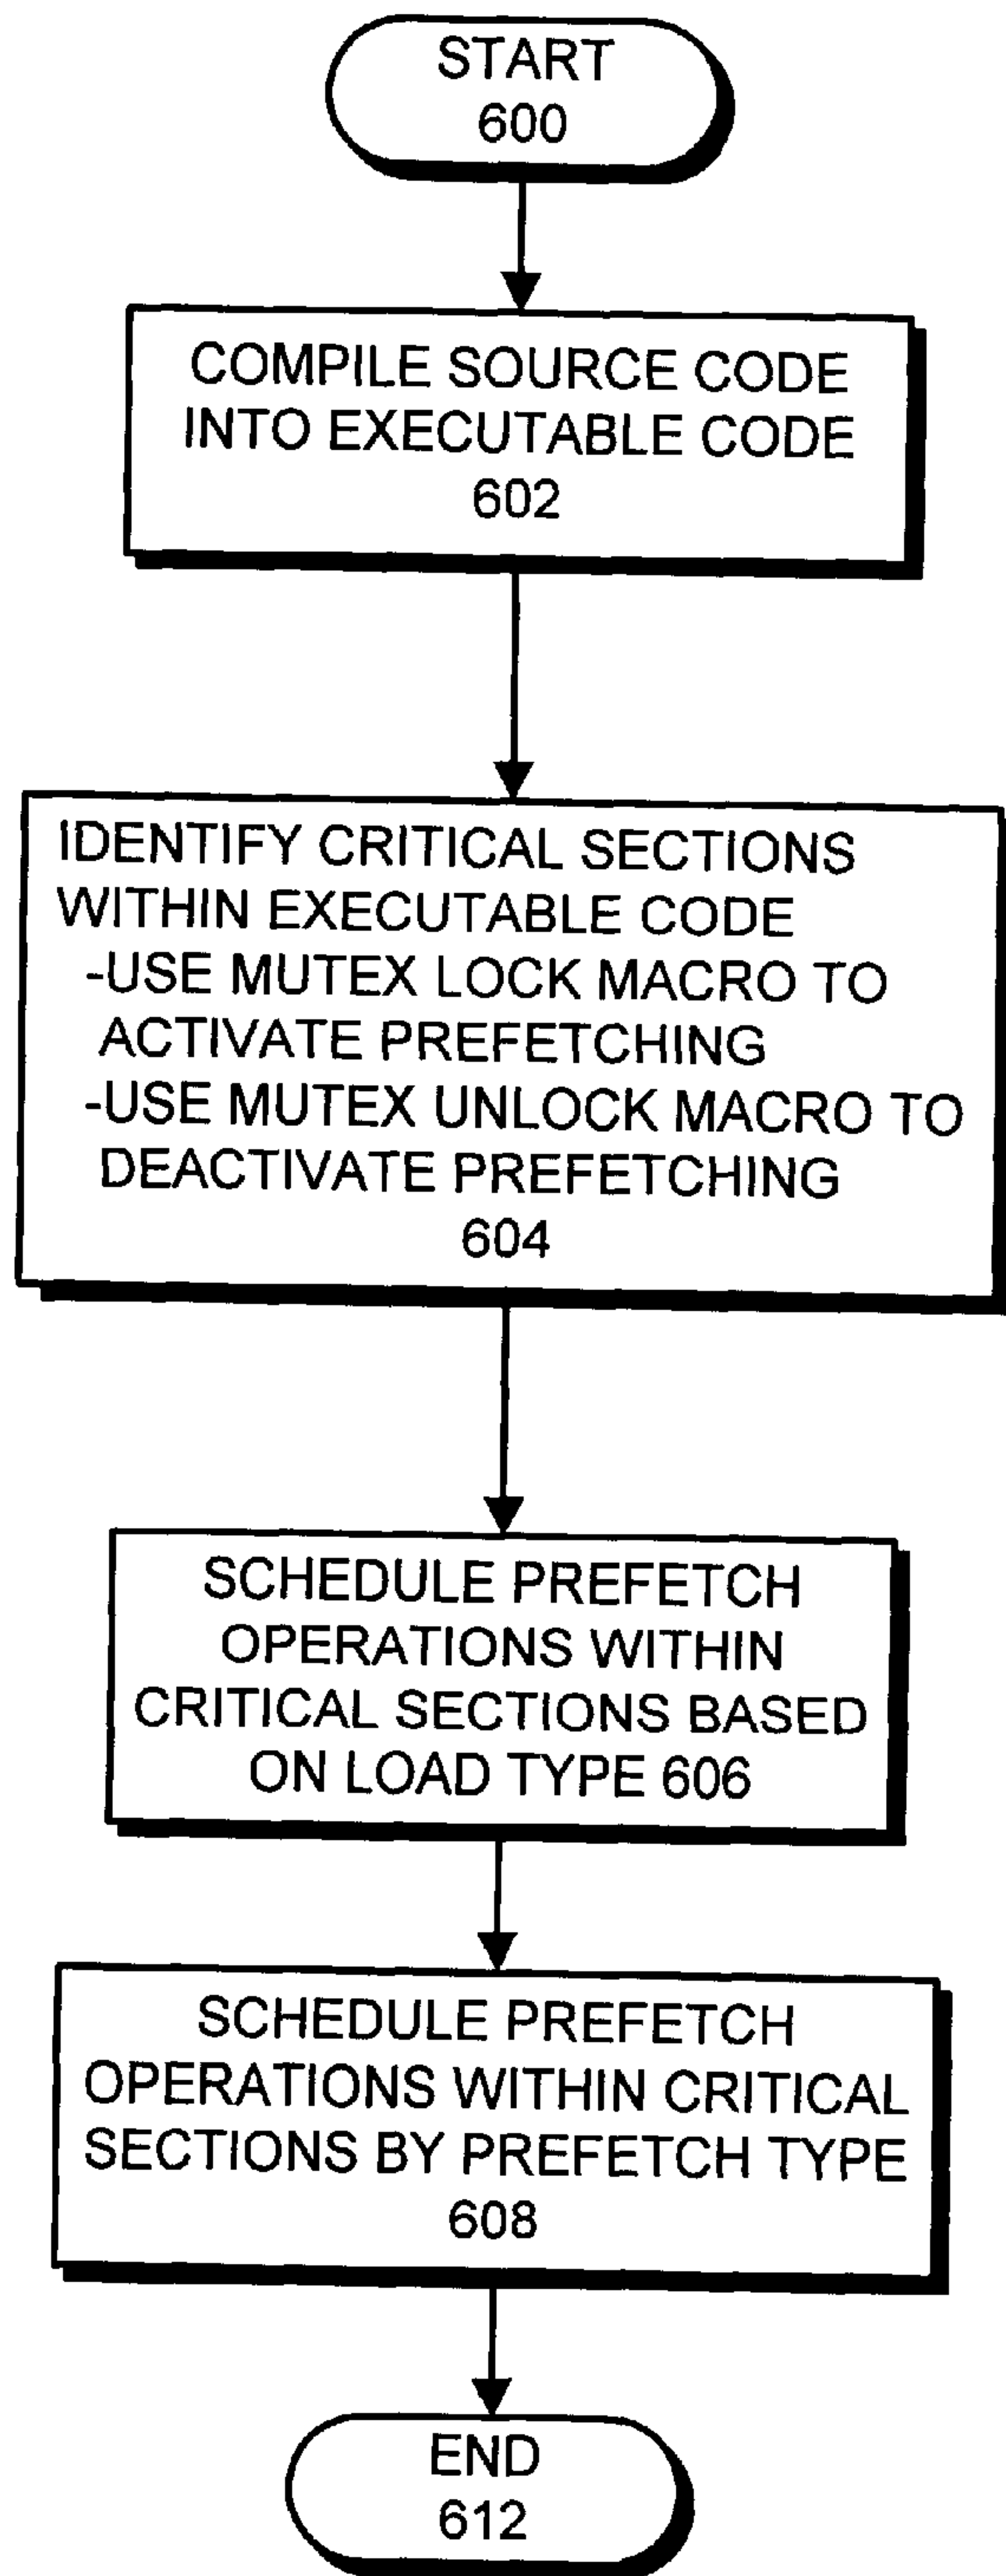 START
600
COMPILE SOURCE CODE
INTO EXECUTABLE CODE
602
IDENTIFY CRITICAL SECTIONS
WITHIN EXECUTABLE CODE
-USE MUTEX LOCK MACRO TO
ACTIVATE PREFETCHING
-USE MUTEX UNLOCK MACRO TO
DEACTIVATE PREFETCHING
604
SCHEDULE PREFETCH
OPERATIONS WITHIN
CRITICAL SECTIONS BASED
ON LOAD TYPE 606
SCHEDULE PREFETCH
OPERATIONS WITHIN CRITICAL
SECTIONS BY PREFETCH TYPE
608
END
612